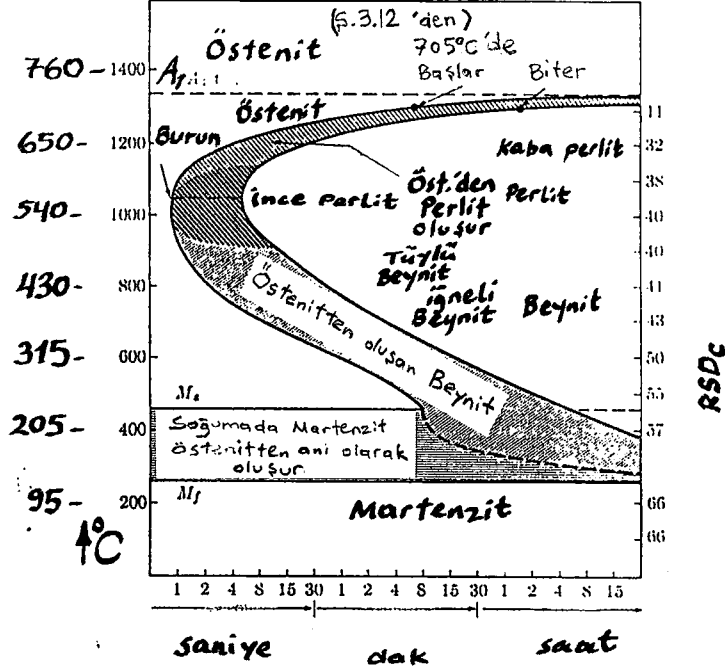 (Ş.3.12 'den)
Östenit
705°C'de
Başlar
Biter
760-
1400
Östenit
11
Burun
650-
1200
Kaba perlit
32
38
İnce Parlit
Öst.'den
Perlit
oluşur
Perlit
540-
1000
40
Tüylü
Beynit
40
430-
800
Östenitten oluşan Beynit
İğneli
Beynit
Beynit
41
43
315-
600
50
RSDc
Ms
55
205-
400
Soğumada Martenzit
Östenitten ani olarak
oluşur
57
95-
200
Mf
Martenzit
66
66
°C
1 2 4 8 15 30 1 2 4 8 15 30 1 2 4 8 15
saniye
dak
saat